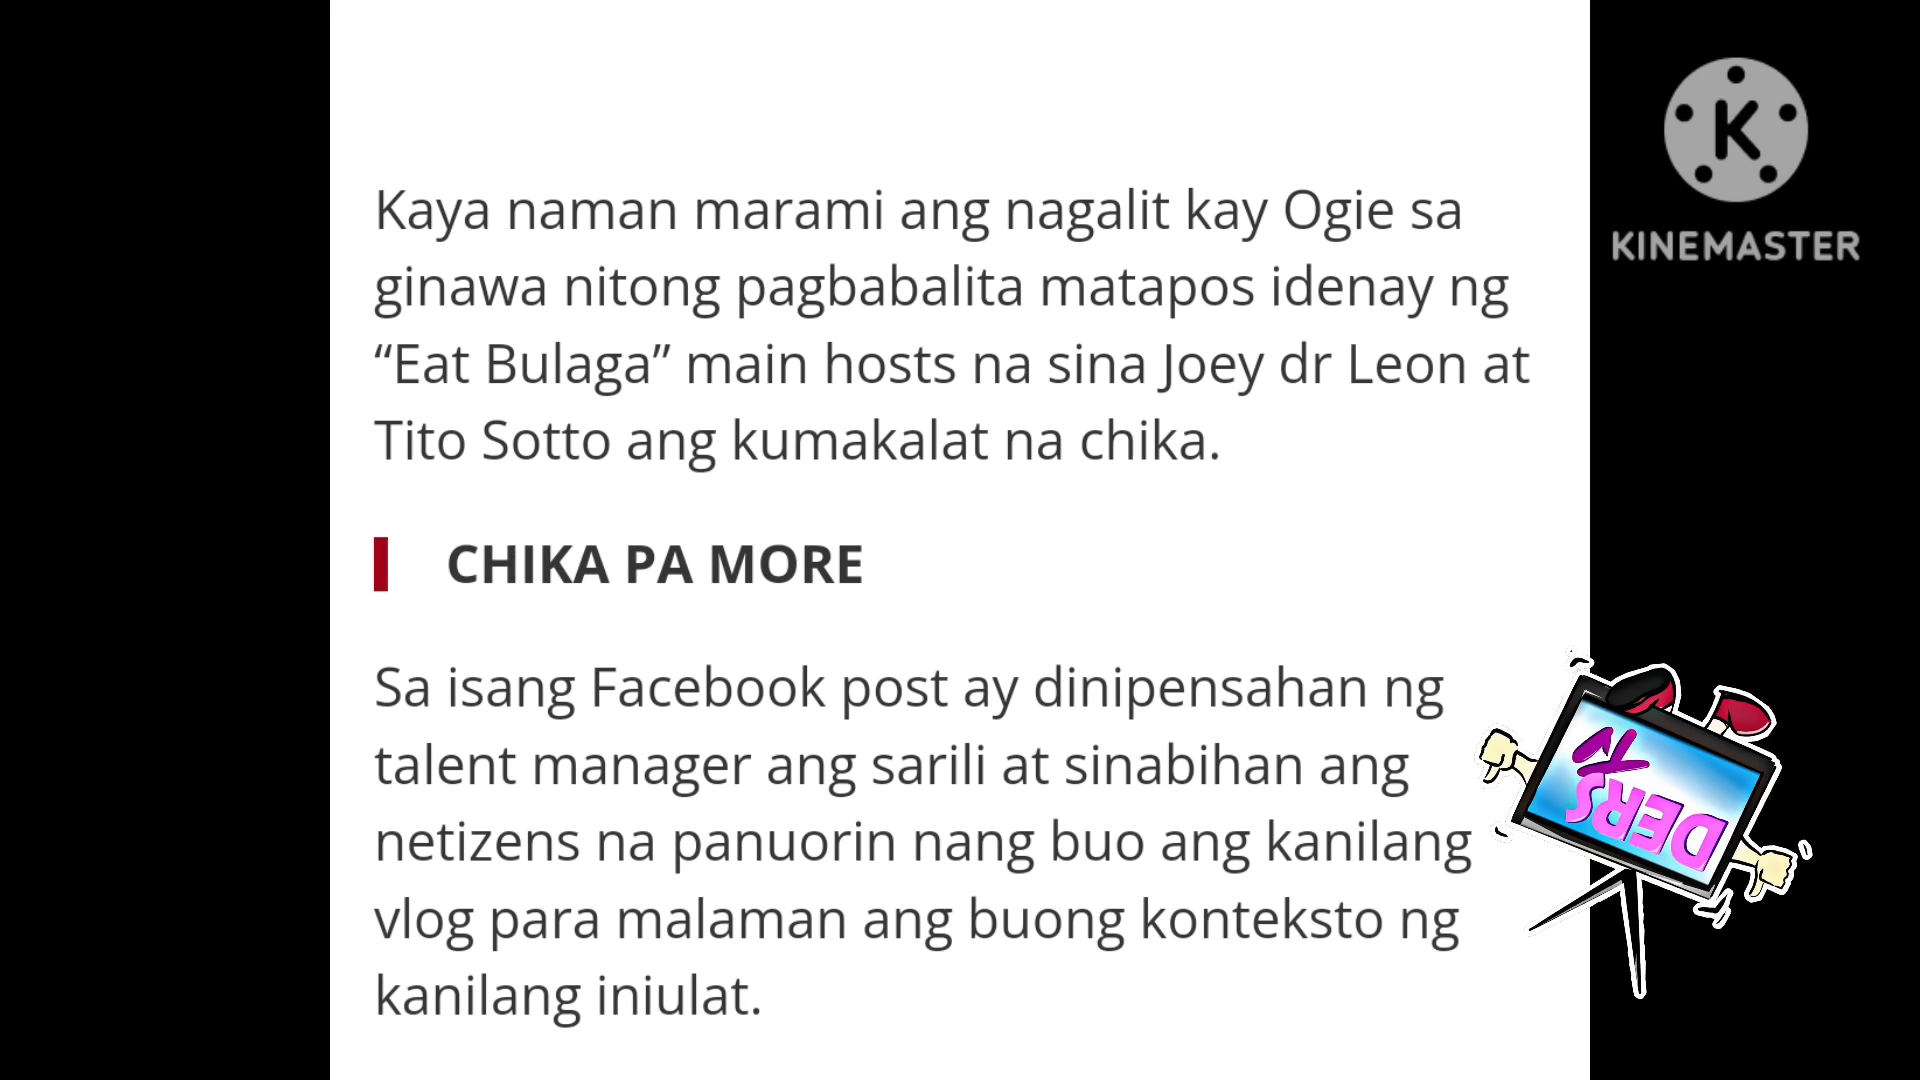 Kaya naman marami ang nagalit kay Ogie sa
ginawa nitong pagbabalita matapos idenay ng
“Eat Bulaga” main hosts na sina Joey dr Leon at
Tito Sotto ang kumakalat na chika.
CHIKA PA MORE
Sa isang Facebook post ay dinipensahan ng
talent manager ang sarili at sinabihan ang
netizens na panuorin nang buo ang kanilang
vlog para malaman ang buong konteksto ng
kanilang iniulat.
K
KINEMASTER
DERS
TV